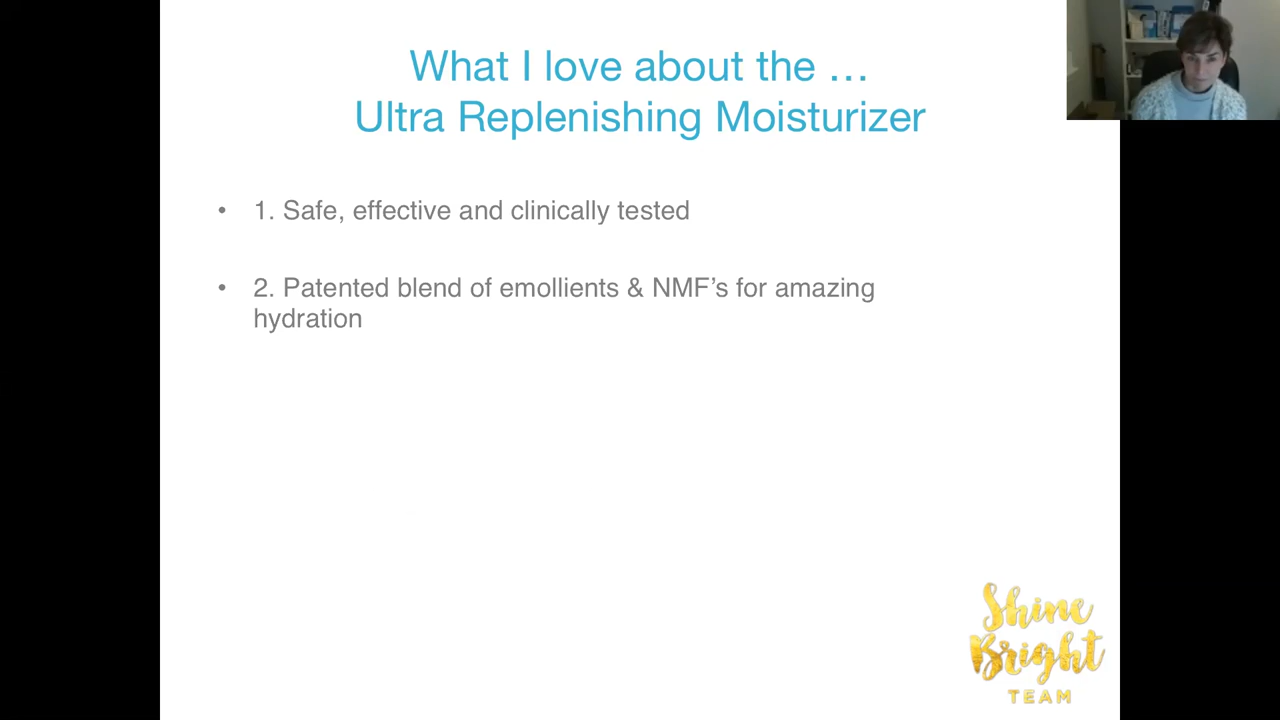 What I love about the …
Ultra Replenishing Moisturizer
• 1. Safe, effective and clinically tested
• 2. Patented blend of emollients & NMF’s for amazing
hydration
Shine
Bright
TEAM